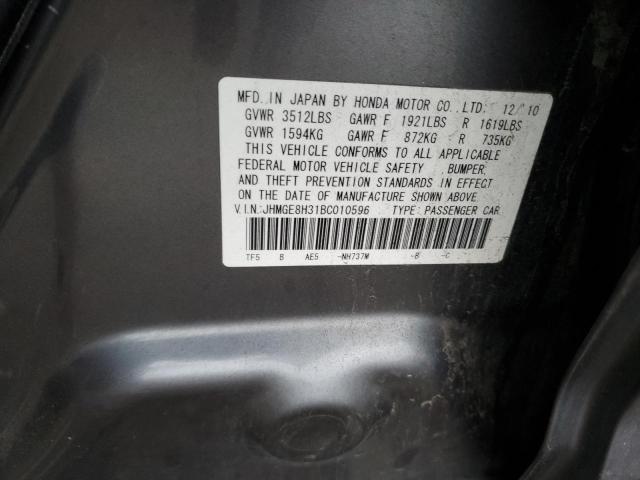 MFD. IN JAPAN BY HONDA MOTOR CO., LTD. 12/10
GVWR 3512LBS GAWR F 1921LBS R 1619LBS
GVWR 1594KG GAWR F 872KG R 735KG
THIS VEHICLE CONFORMS TO ALL APPLICABLE
FEDERAL MOTOR VEHICLE SAFETY, BUMPER,
AND THEFT PREVENTION STANDARDS IN EFFECT
ON THE DATE OF MANUFACTURE SHOWN ABOVE.
V.I.N.: JHMGE8H31BC010596 TYPE: PASSENGER CAR
TF5 B AE5 -NH737M -B -C